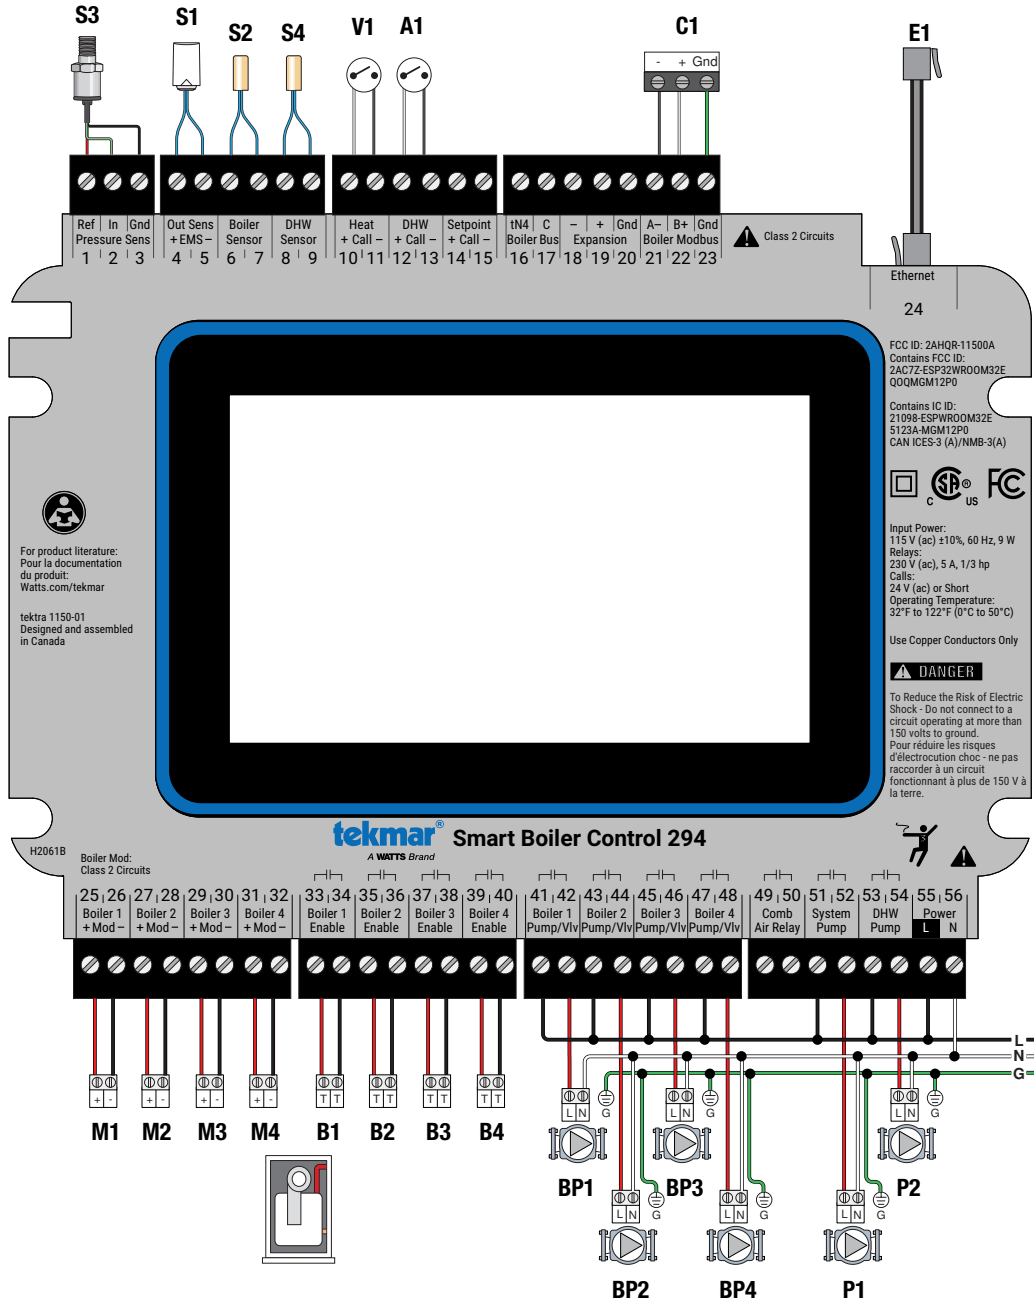 S3 S1 S2 S4 V1 A1 C1 E1
- + Gnd
Ref In Gnd
Pressure Sens
1 2 3
Out Sens
+ EMS –
4 5
Boiler
Sensor
6 7
DHW
Sensor
8 9
Heat
+ Call –
10 11
DHW
+ Call –
12 13
Setpoint
+ Call –
14 15
tN4 C
Boiler Bus
16 17
– + Gnd
Expansion
18 19 20
A– B+ Gnd
Boiler Modbus
21 22 23
Class 2 Circuits
Ethernet
24
FCC ID: 2AHQR-11500A
Contains FCC ID:
2AC7Z-ESP32WROOM32E
QOQMGM12P0
Contains IC ID:
21098-ESPWROOM32E
5123A-MGM12P0
CAN ICES-3 (A)/NMB-3(A)
C SA ® US FC
Input Power:
115 V (ac) ±10%, 60 Hz, 9 W
Relays:
230 V (ac), 5 A, 1/3 hp
Calls:
24 V (ac) or Short
Operating Temperature:
32°F to 122°F (0°C to 50°C)
Use Copper Conductors Only
DANGER
To Reduce the Risk of Electric
Shock - Do not connect to a
circuit operating at more than
150 volts to ground.
Pour réduire les risques
d'électrocution choc - ne pas
raccorder à un circuit
fonctionnant à plus de 150 V à
la terre.
For product literature:
Pour la documentation
du produit:
Watts.com/tekmar
tektra 1150-01
Designed and assembled
in Canada
tekmar®
A WATTS Brand
Smart Boiler Control 294
H2061B
Boiler Mod:
Class 2 Circuits
25 26
Boiler 1
+ Mod –
27 28
Boiler 2
+ Mod –
29 30
Boiler 3
+ Mod –
31 32
Boiler 4
+ Mod –
33 34
Boiler 1
Enable
35 36
Boiler 2
Enable
37 38
Boiler 3
Enable
39 40
Boiler 4
Enable
41 42
Boiler 1
Pump/Vlv
43 44
Boiler 2
Pump/Vlv
45 46
Boiler 3
Pump/Vlv
47 48
Boiler 4
Pump/Vlv
49 50
Comb
Air Relay
51 52
System
Pump
53 54
DHW
Pump
55 56
Power
L N
L
N
G
+ - + - + - + - T T T T T T T T
L N G L N G L N G
M1 M2 M3 M4 B1 B2 B3 B4
BP1 BP3 P2
L N G L N G L N G
BP2 BP4 P1